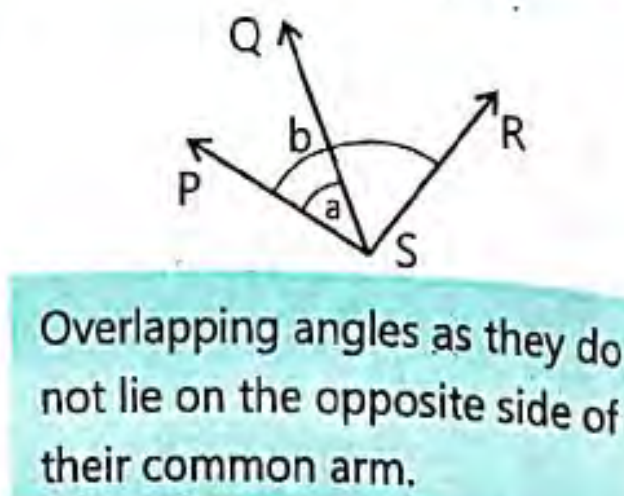 Q
b
R
P
a
S
Overlapping angles as they do
not lie on the opposite side of
their common arm.